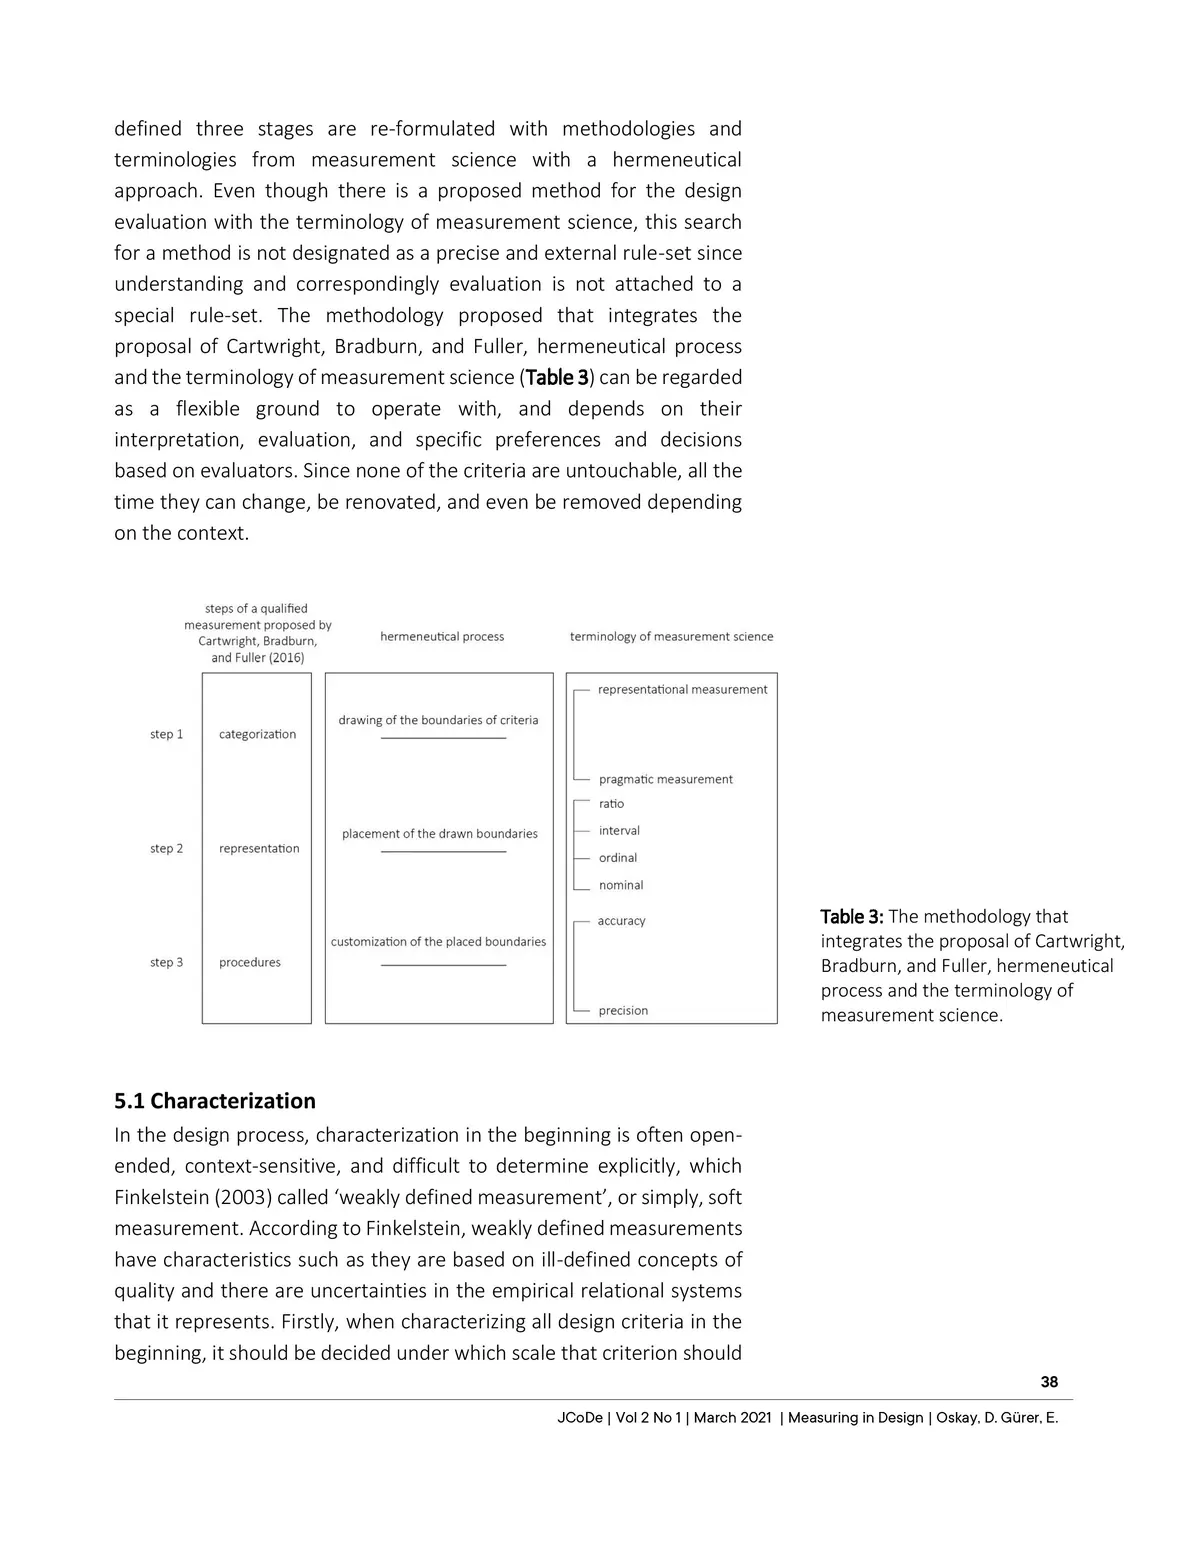 defined three stages are re-formulated with methodologies and
terminologies from measurement science with a hermeneutical
approach. Even though there is a proposed method for the design
evaluation with the terminology of measurement science, this search
for a method is not designated as a precise and external rule-set since
understanding and correspondingly evaluation is not attached to a
special rule-set. The methodology proposed that integrates the
proposal of Cartwright, Bradburn, and Fuller, hermeneutical process
and the terminology of measurement science (Table 3) can be regarded
as a flexible ground to operate with, and depends on their
interpretation, evaluation, and specific preferences and decisions
based on evaluators. Since none of the criteria are untouchable, all the
time they can change, be renovated, and even be removed depending
on the context.
steps of a qualified
measurement proposed by
Cartwright, Bradburn,
and Fuller (2016)
hermeneutical process
terminology of measurement science
step 1
categorization
drawing of the boundaries of criteria
representational measurement
pragmatic measurement
step 2
representation
placement of the drawn boundaries
ratio
interval
ordinal
nominal
step 3
procedures
customization of the placed boundaries
accuracy
precision
Table 3: The methodology that
integrates the proposal of Cartwright,
Bradburn, and Fuller, hermeneutical
process and the terminology of
measurement science.
5.1 Characterization
In the design process, characterization in the beginning is often open-
ended, context-sensitive, and difficult to determine explicitly, which
Finkelstein (2003) called ‘weakly defined measurement’, or simply, soft
measurement. According to Finkelstein, weakly defined measurements
have characteristics such as they are based on ill-defined concepts of
quality and there are uncertainties in the empirical relational systems
that it represents. Firstly, when characterizing all design criteria in the
beginning, it should be decided under which scale that criterion should
38
JCoDe | Vol 2 No 1 | March 2021 | Measuring in Design | Oskay, D. Gürer, E.